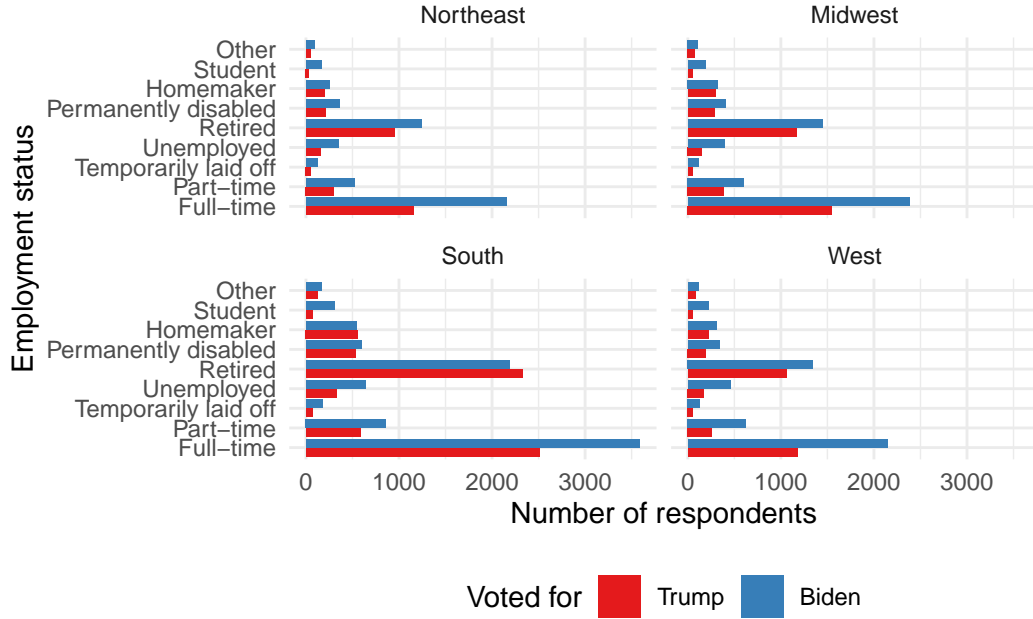 Northeast
Midwest
Other
Student
Homemaker
Permanently disabled
Retired
Unemployed
Temporarily laid off
Part−time
Full−time
South
West
Other
Student
Homemaker
Permanently disabled
Retired
Unemployed
Temporarily laid off
Part−time
Full−time
0 1000 2000 3000
0 1000 2000 3000
Employment status
Number of respondents
Voted for Trump Biden